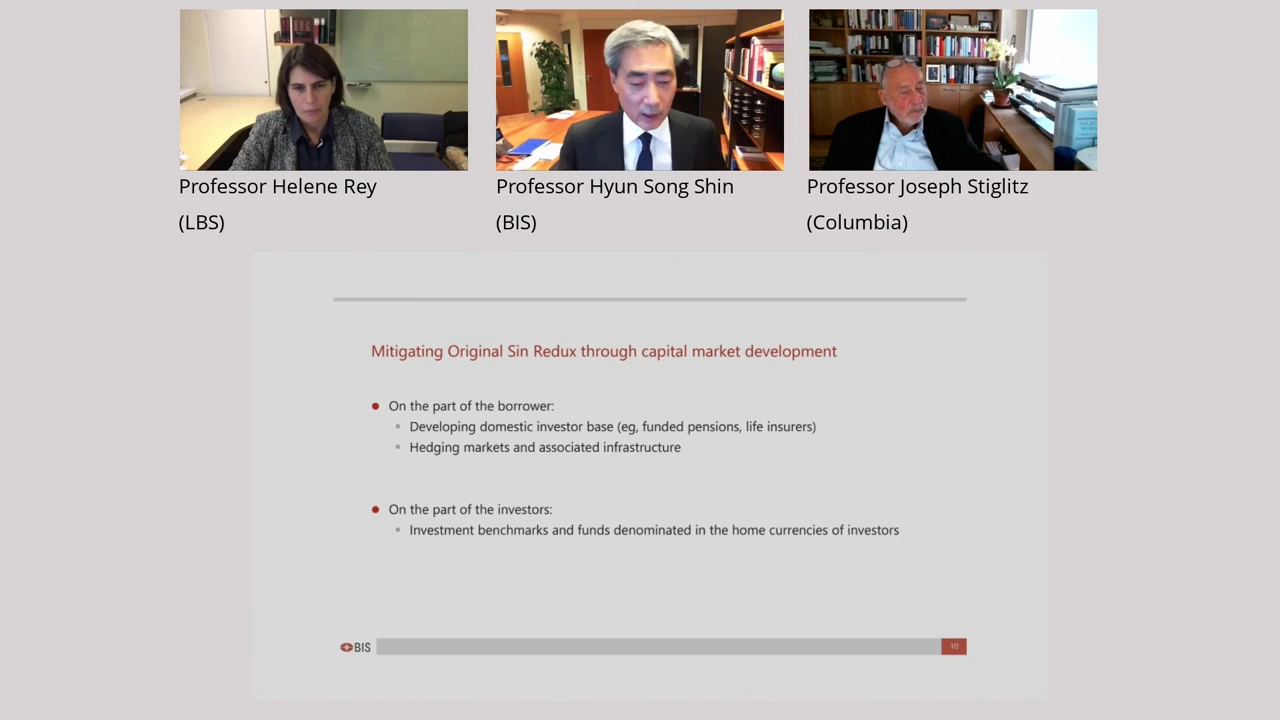 Professor Helene Rey
(LBS)
Professor Hyun Song Shin
(BIS)
Professor Joseph Stiglitz
(Columbia)
Mitigating Original Sin Redux through capital market development
On the part of the borrower:
Developing domestic investor base (eg, funded pensions, life insurers)
Hedging markets and associated infrastructure
On the part of the investors:
Investment benchmarks and funds denominated in the home currencies of investors
BIS
10